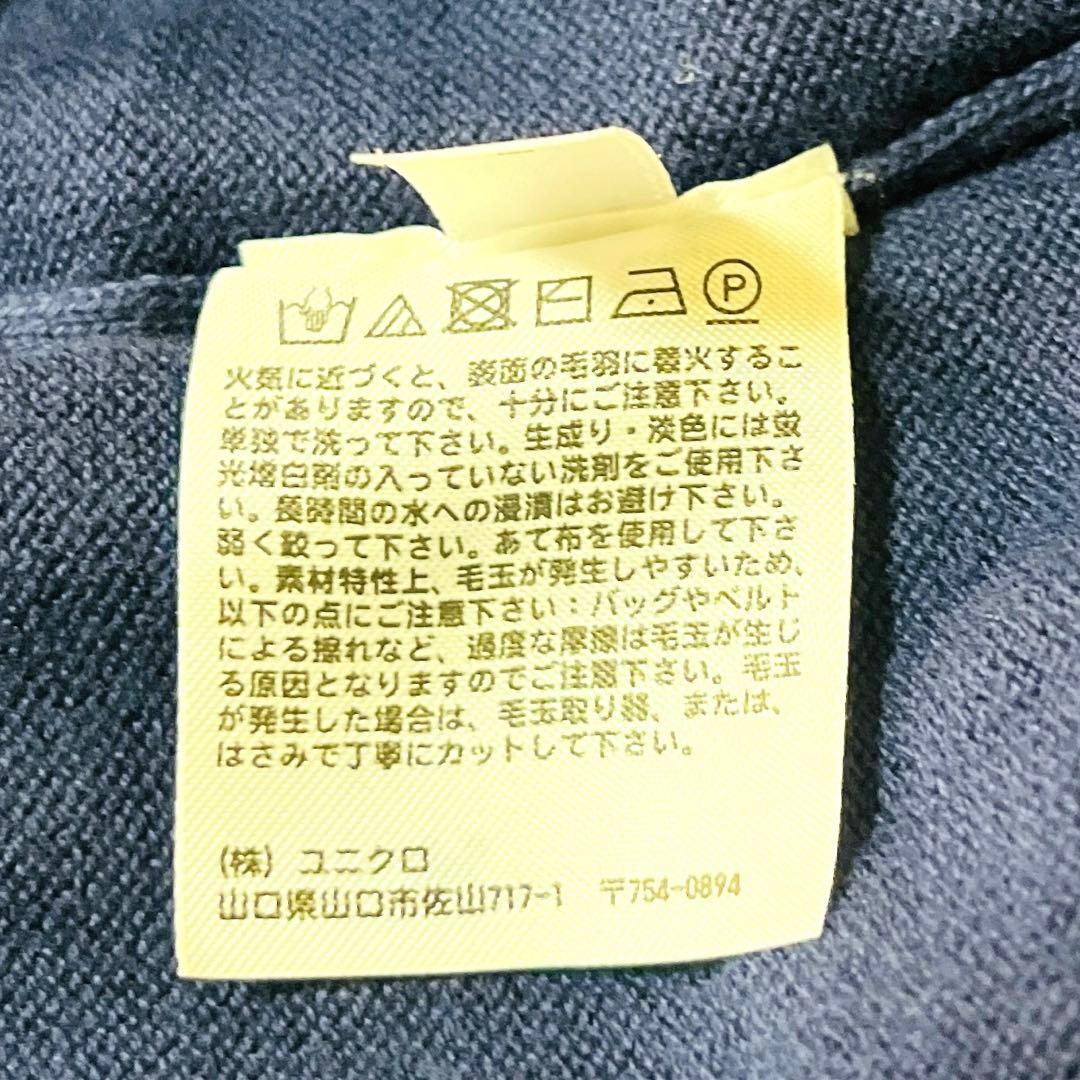 P
火気に近づくと、表面の毛羽に着火するこ
とがありますので、十分にご注意下さい。
単独で洗って下さい。生成り・淡色には蛍
光増白剤の入っていない洗剤をご使用下さ
い。長時間の水への浸漬はお避け下さい。
弱く絞って下さい。あて布を使用して下さ
い。素材特性上、毛玉が発生しやすいため、
以下の点にご注意下さい：バッグやベルト
による擦れなど、過度な摩擦は毛玉が生じ
る原因となりますのでご注意下さい。毛玉
が発生した場合は、毛玉取り器、または、
はさみで丁寧にカットして下さい。
(株) ユニクロ
山口県山口市佐山717-1 〒754-0894